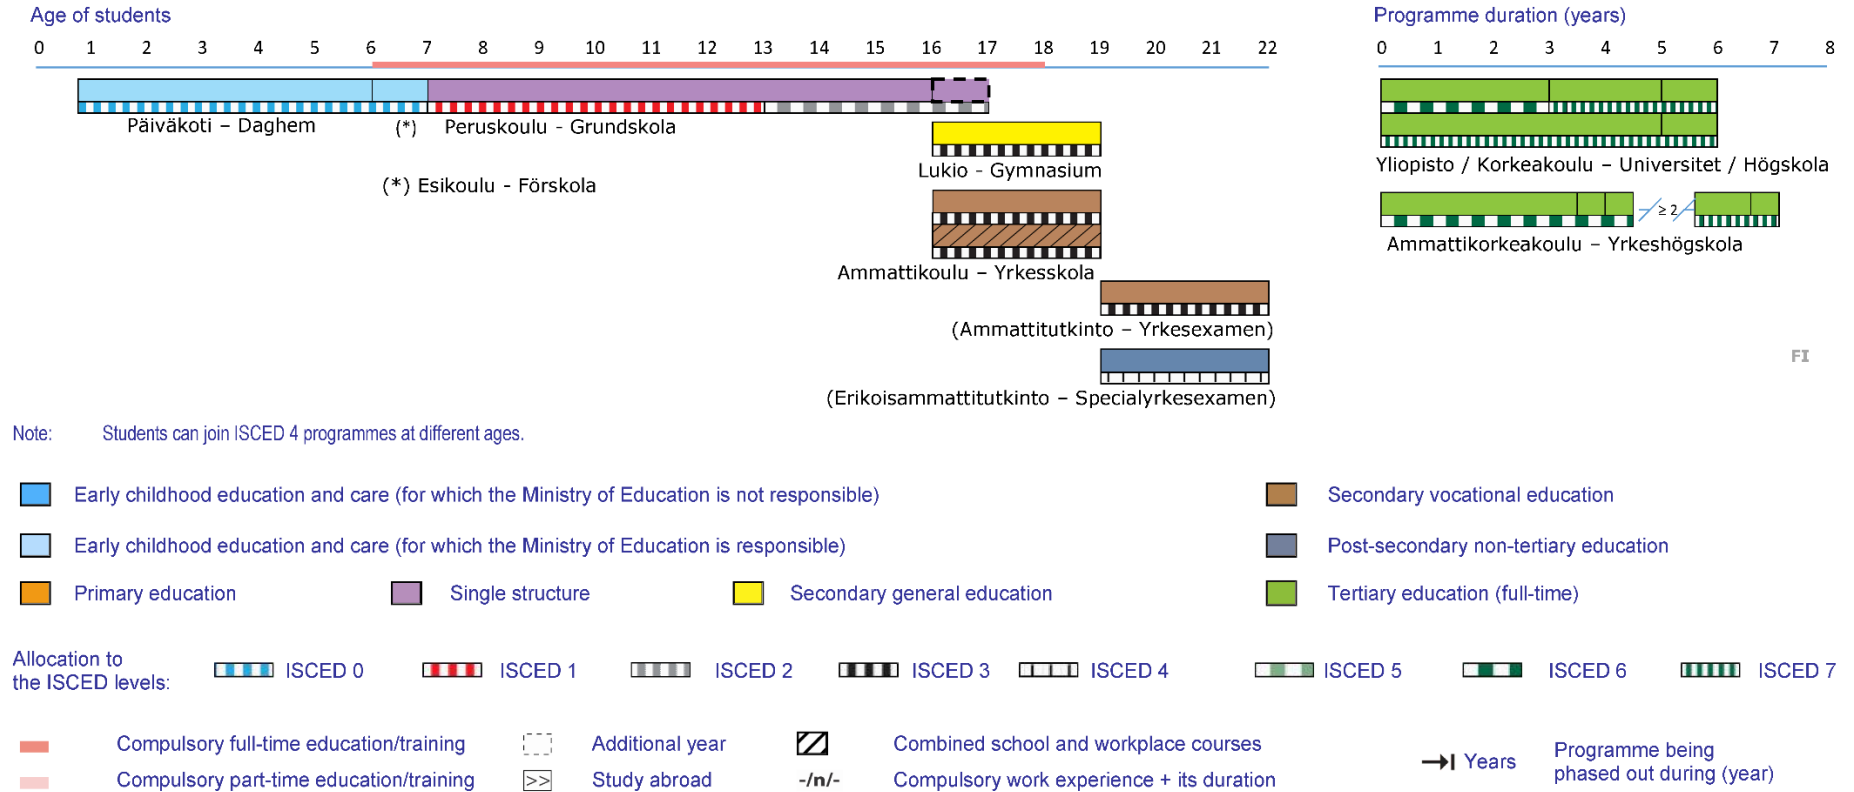 Age of students
Programme duration (years)
0 1 2 3 4 5 6 7 8 9 10 11 12 13 14 15 16 17 18 19 20 21 22
0 1 2 3 4 5 6 7 8
Päiväkoti – Daghem
(*)
Peruskoulu - Grundskola
(*) Esikoulu - Förskola
Lukio - Gymnasium
Ammattikoulu – Yrkesskola
(Ammattitutkinto – Yrkesexamen)
(Erikoisammattitutkinto – Specialyrkesexamen)
Yliopisto / Korkeakoulu – Universitet / Högskola
≥ 2
Ammattikorkeakoulu – Yrkeshögskola
FI
Note: Students can join ISCED 4 programmes at different ages.
Early childhood education and care (for which the Ministry of Education is not responsible)
Secondary vocational education
Early childhood education and care (for which the Ministry of Education is responsible)
Post-secondary non-tertiary education
Primary education
Single structure
Secondary general education
Tertiary education (full-time)
Allocation to
the ISCED levels:
ISCED 0
ISCED 1
ISCED 2
ISCED 3
ISCED 4
ISCED 5
ISCED 6
ISCED 7
Compulsory full-time education/training
Additional year
Combined school and workplace courses
Compulsory part-time education/training
>> Study abroad
-/n/- Compulsory work experience + its duration
Years
Programme being
phased out during (year)